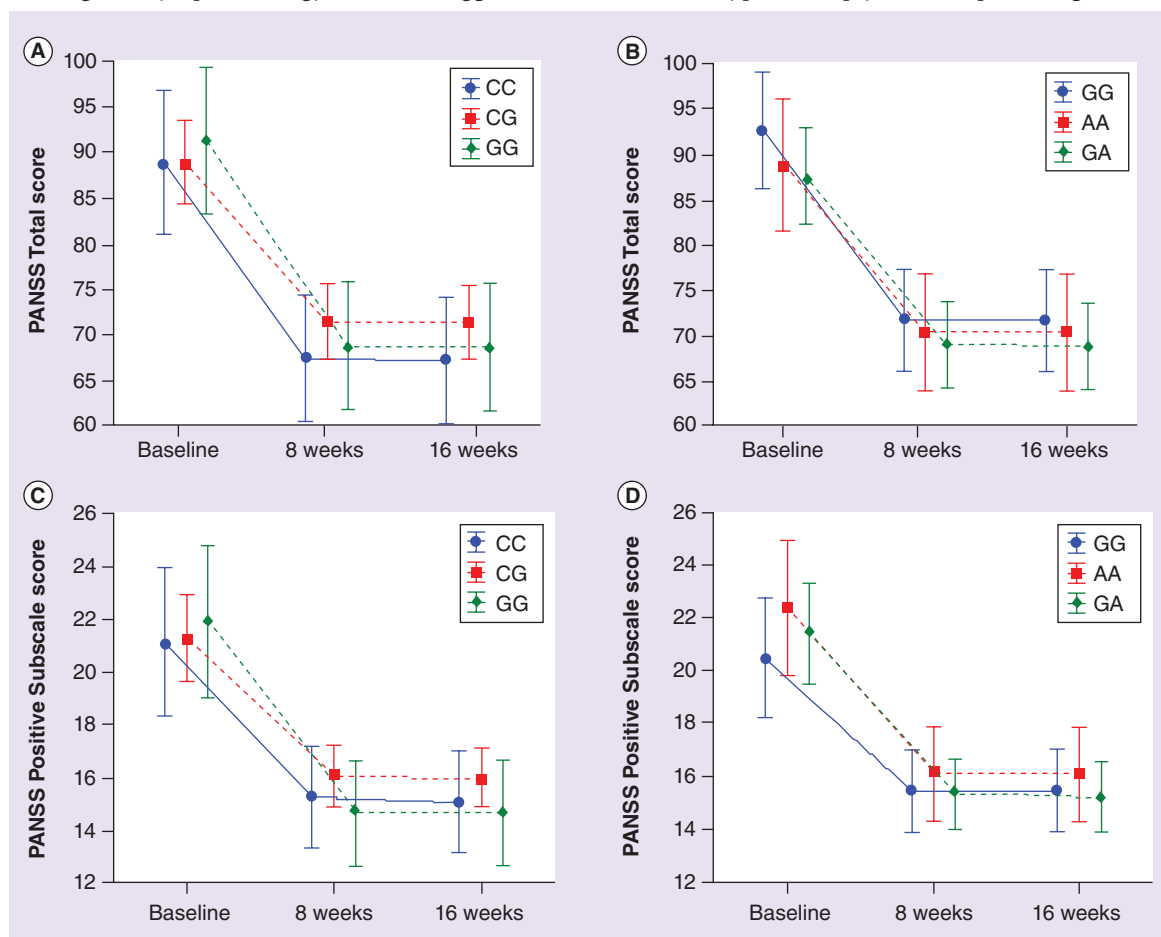 A
PANSS Total score
100
95
90
85
80
75
70
65
60
Baseline
8 weeks
16 weeks
CC
CG
GG
B
PANSS Total score
100
95
90
85
80
75
70
65
60
Baseline
8 weeks
16 weeks
GG
AA
GA
C
PANSS Positive Subscale score
26
24
22
20
18
16
14
12
Baseline
8 weeks
16 weeks
CC
CG
GG
D
PANSS Positive Subscale score
26
24
22
20
18
16
14
12
Baseline
8 weeks
16 weeks
GG
AA
GA